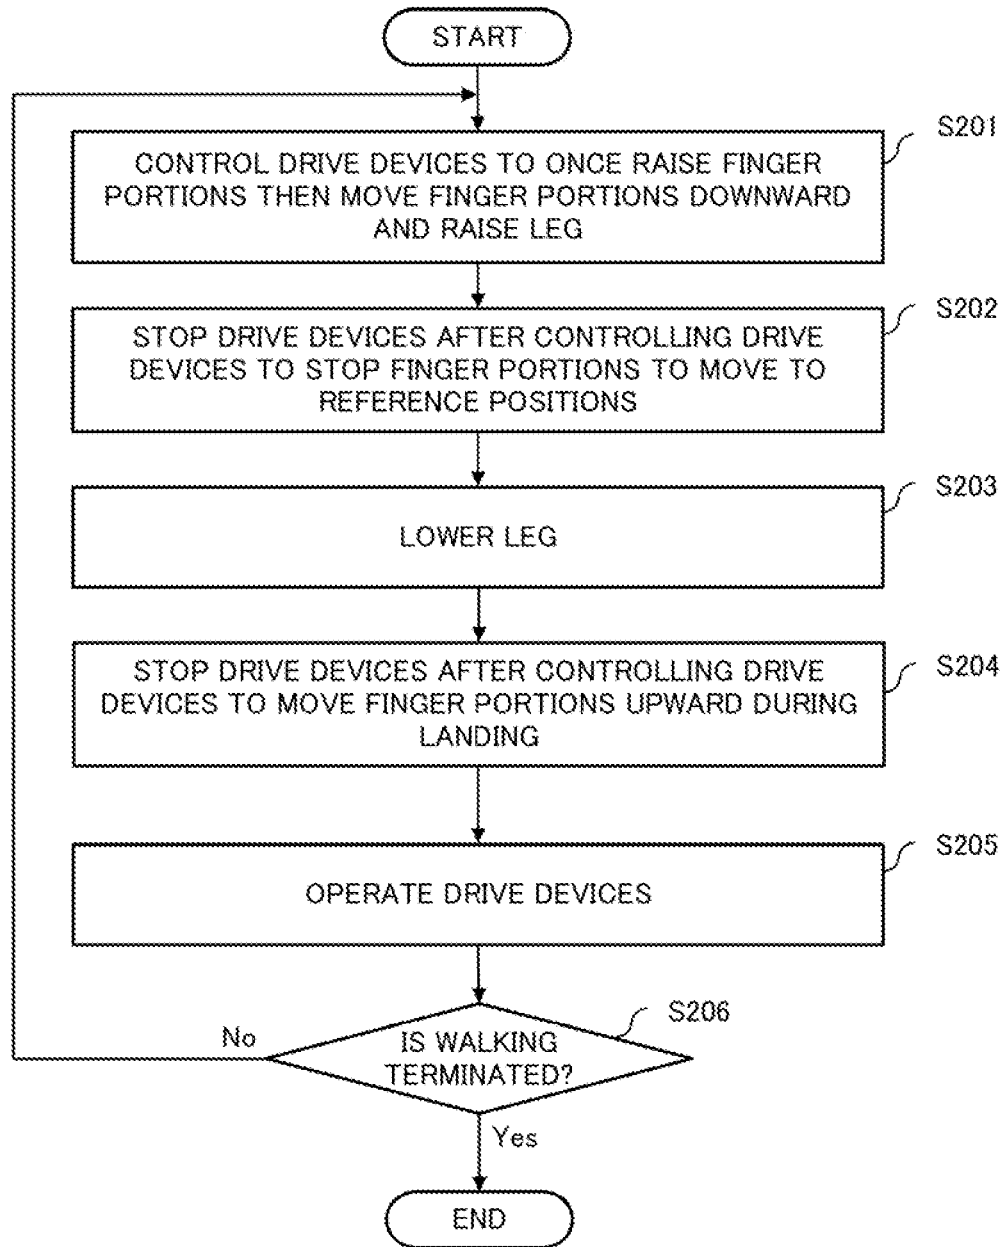 START
S201
CONTROL DRIVE DEVICES TO ONCE RAISE FINGER
PORTIONS THEN MOVE FINGER PORTIONS DOWNWARD
AND RAISE LEG
S202
STOP DRIVE DEVICES AFTER CONTROLLING DRIVE
DEVICES TO STOP FINGER PORTIONS TO MOVE TO
REFERENCE POSITIONS
S203
LOWER LEG
S204
STOP DRIVE DEVICES AFTER CONTROLLING DRIVE
DEVICES TO MOVE FINGER PORTIONS UPWARD DURING
LANDING
S205
OPERATE DRIVE DEVICES
S206
No
IS WALKING
TERMINATED?
Yes
END